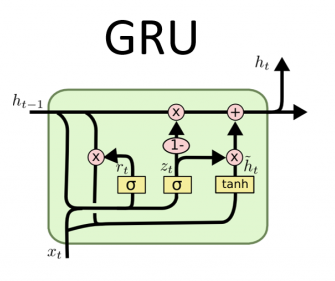 GRU
h_t
h_{t-1}
x +
1-
x r_t z_t x h̃_t
σ σ tanh
x_t